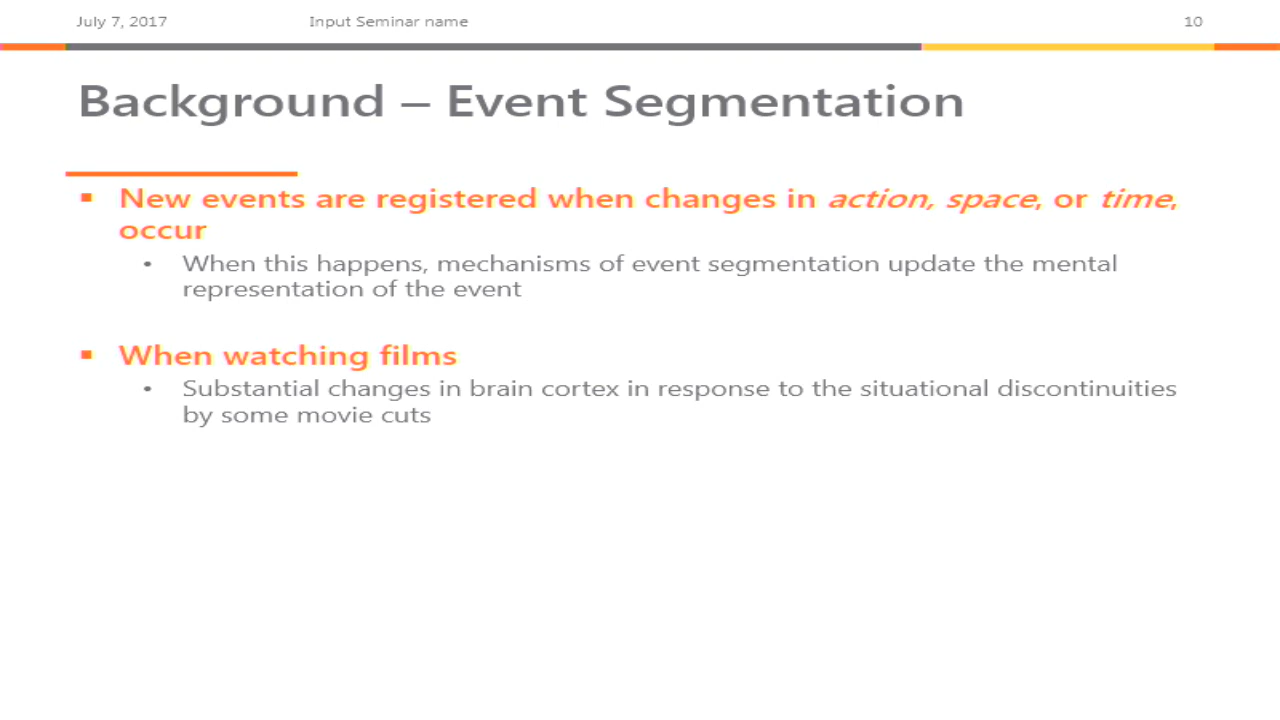 July 7, 2017 Input Seminar name 10
Background – Event Segmentation
▪ New events are registered when changes in action, space, or time,
occur
• When this happens, mechanisms of event segmentation update the mental
representation of the event
▪ When watching films
• Substantial changes in brain cortex in response to the situational discontinuities
by some movie cuts